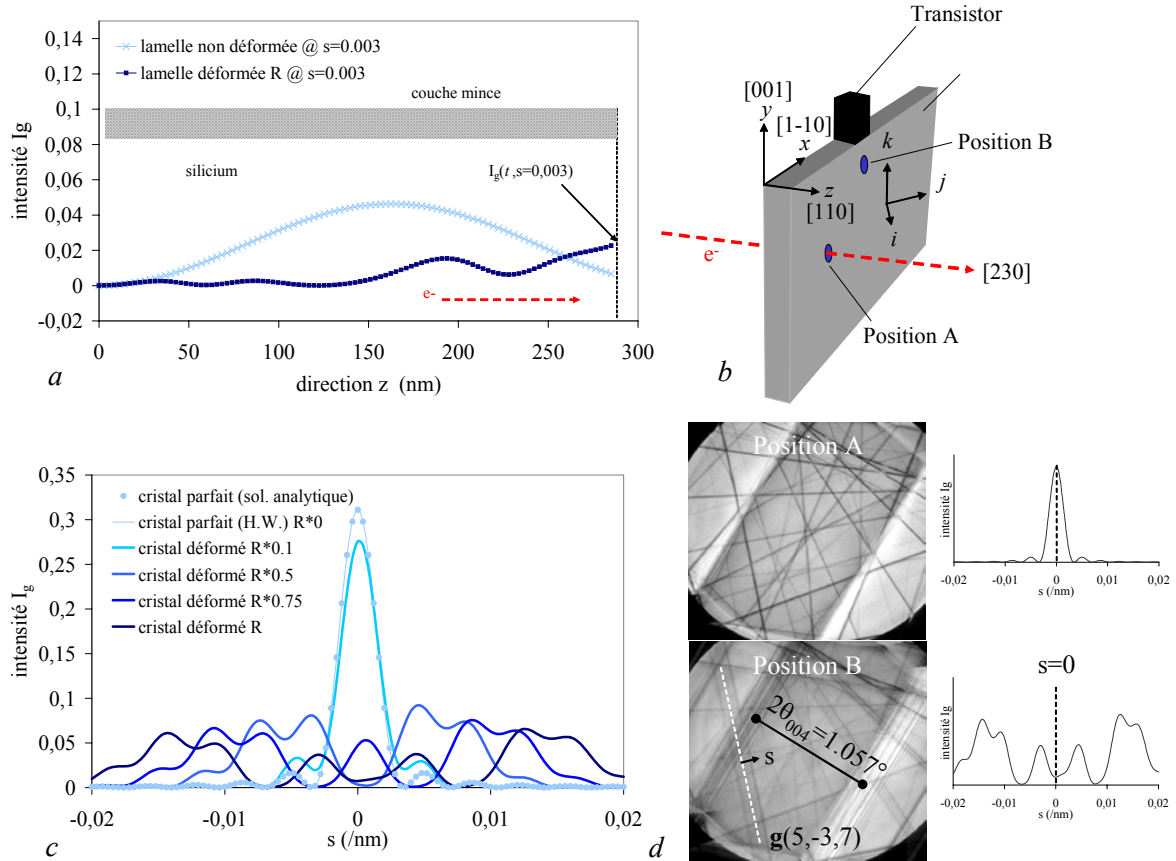 0,14
0,12
0,1
0,08
0,06
0,04
0,02
0
-0,02
intensité Ig
lamelle non déformée @ s=0.003
lamelle déformée R @ s=0.003
couche mince
silicium
I_g(t,s=0,003)
e-
0 50 100 150 200 250 300
direction z (nm)
a
Transistor
[001]
y
[1-10]
x
k
Position B
z
j
[110]
i
e-
[230]
Position A
b
0,35
0,3
0,25
0,2
0,15
0,1
0,05
0
intensité I_g
cristal parfait (sol. analytique)
cristal parfait (H.W.) R*0
cristal déformé R*0.1
cristal déformé R*0.5
cristal déformé R*0.75
cristal déformé R
-0,02 -0,01 0 0,01 0,02
s (/nm)
c
Position A
intensité Ig
-0,02 -0,01 0 0,01 0,02
s (/nm)
Position B
2θ_004=1.057°
s
g(5,-3,7)
s=0
intensité Ig
-0,02 -0,01 0 0,01 0,02
s (/nm)
d